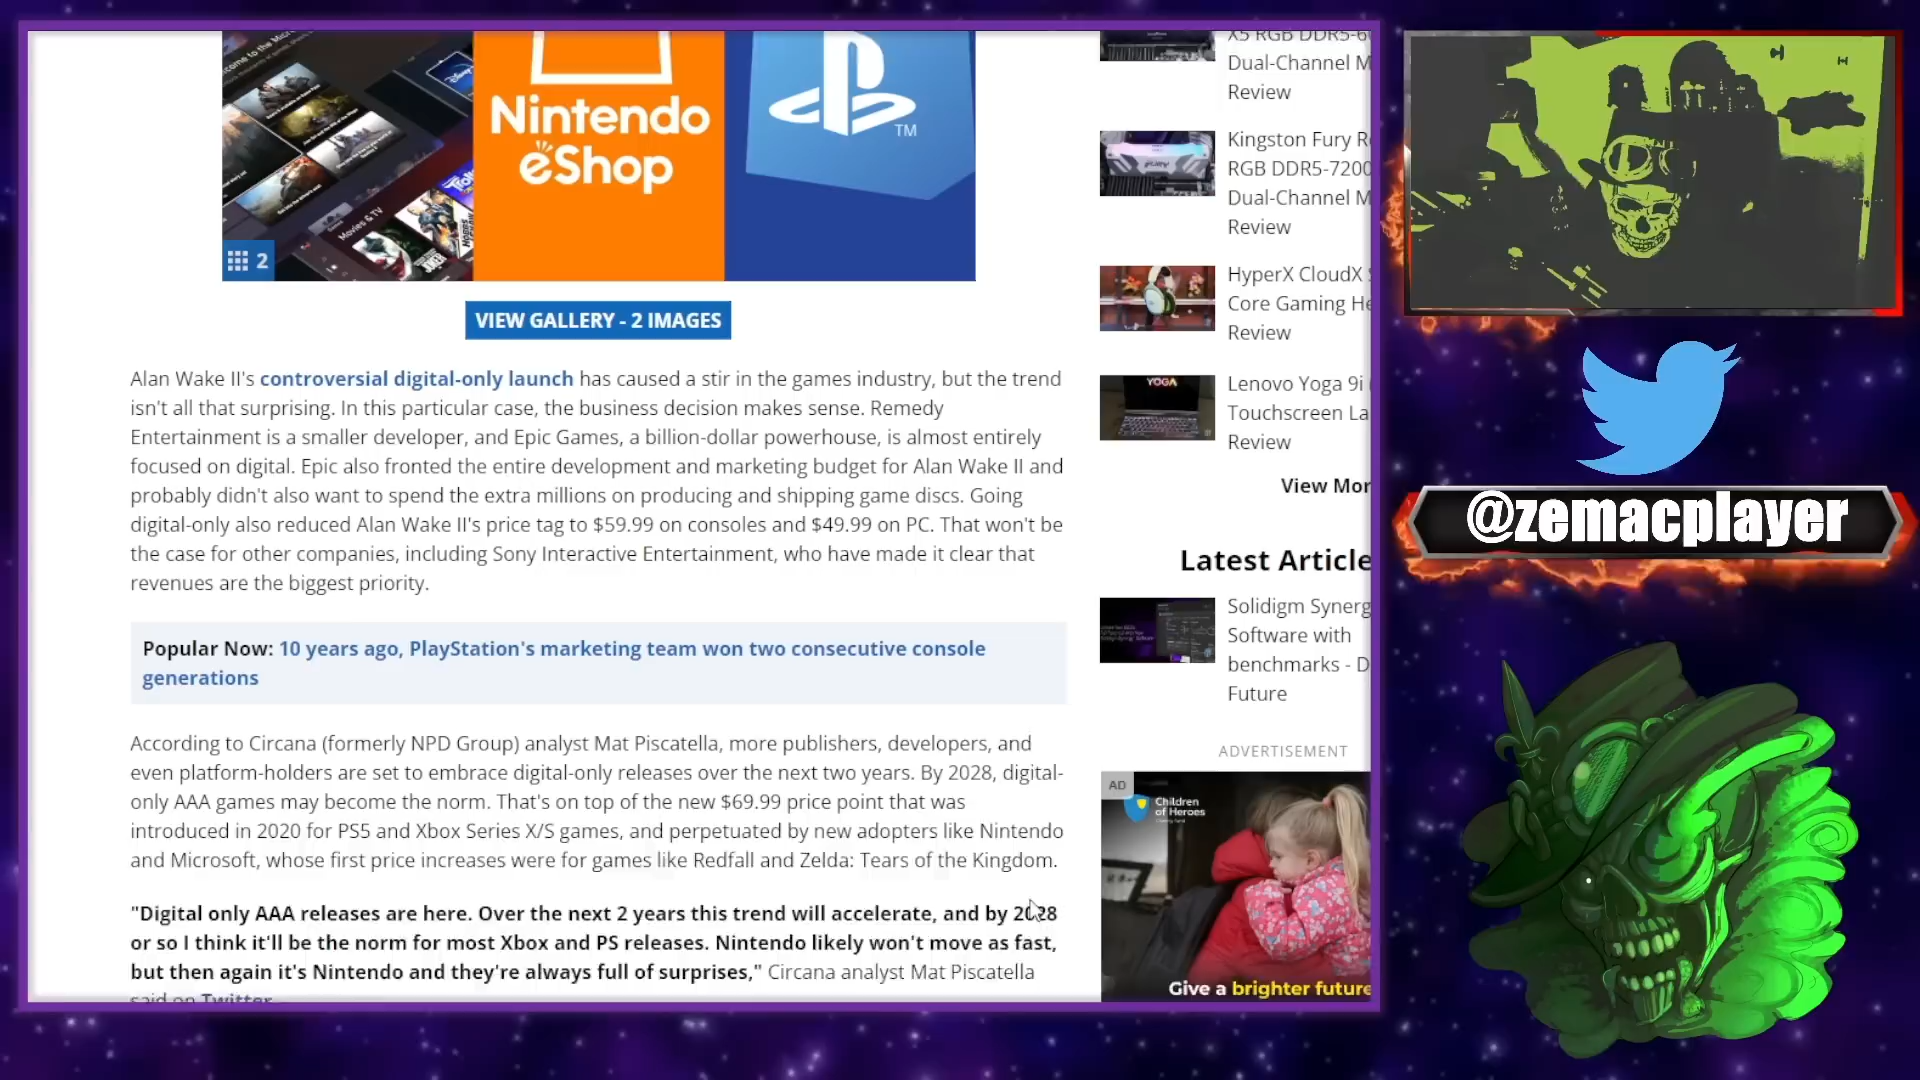 Nintendo
eShop
TM
2
VIEW GALLERY - 2 IMAGES
Alan Wake II's controversial digital-only launch has caused a stir in the games industry, but the trend
isn't all that surprising. In this particular case, the business decision makes sense. Remedy
Entertainment is a smaller developer, and Epic Games, a billion-dollar powerhouse, is almost entirely
focused on digital. Epic also fronted the entire development and marketing budget for Alan Wake II and
probably didn't also want to spend the extra millions on producing and shipping game discs. Going
digital-only also reduced Alan Wake II's price tag to $59.99 on consoles and $49.99 on PC. That won't be
the case for other companies, including Sony Interactive Entertainment, who have made it clear that
revenues are the biggest priority.
Popular Now: 10 years ago, PlayStation's marketing team won two consecutive console
generations
According to Circana (formerly NPD Group) analyst Mat Piscatella, more publishers, developers, and
even platform-holders are set to embrace digital-only releases over the next two years. By 2028, digital-
only AAA games may become the norm. That's on top of the new $69.99 price point that was
introduced in 2020 for PS5 and Xbox Series X/S games, and perpetuated by new adopters like Nintendo
and Microsoft, whose first price increases were for games like Redfall and Zelda: Tears of the Kingdom.
"Digital only AAA releases are here. Over the next 2 years this trend will accelerate, and by 2028
or so I think it'll be the norm for most Xbox and PS releases. Nintendo likely won't move as fast,
but then again it's Nintendo and they're always full of surprises," Circana analyst Mat Piscatella
said on Twitter
X5 RGB DDR5-6
Dual-Channel M
Review
Kingston Fury R
RGB DDR5-7200
Dual-Channel M
Review
HyperX CloudX
Core Gaming He
Review
YOGA
Lenovo Yoga 9i
Touchscreen La
Review
View Mor
Latest Article
Solidigm Synerg
Software with
benchmarks - D
Future
ADVERTISEMENT
AD
Children
of Heroes
Give a brighter future
@zemacplayer